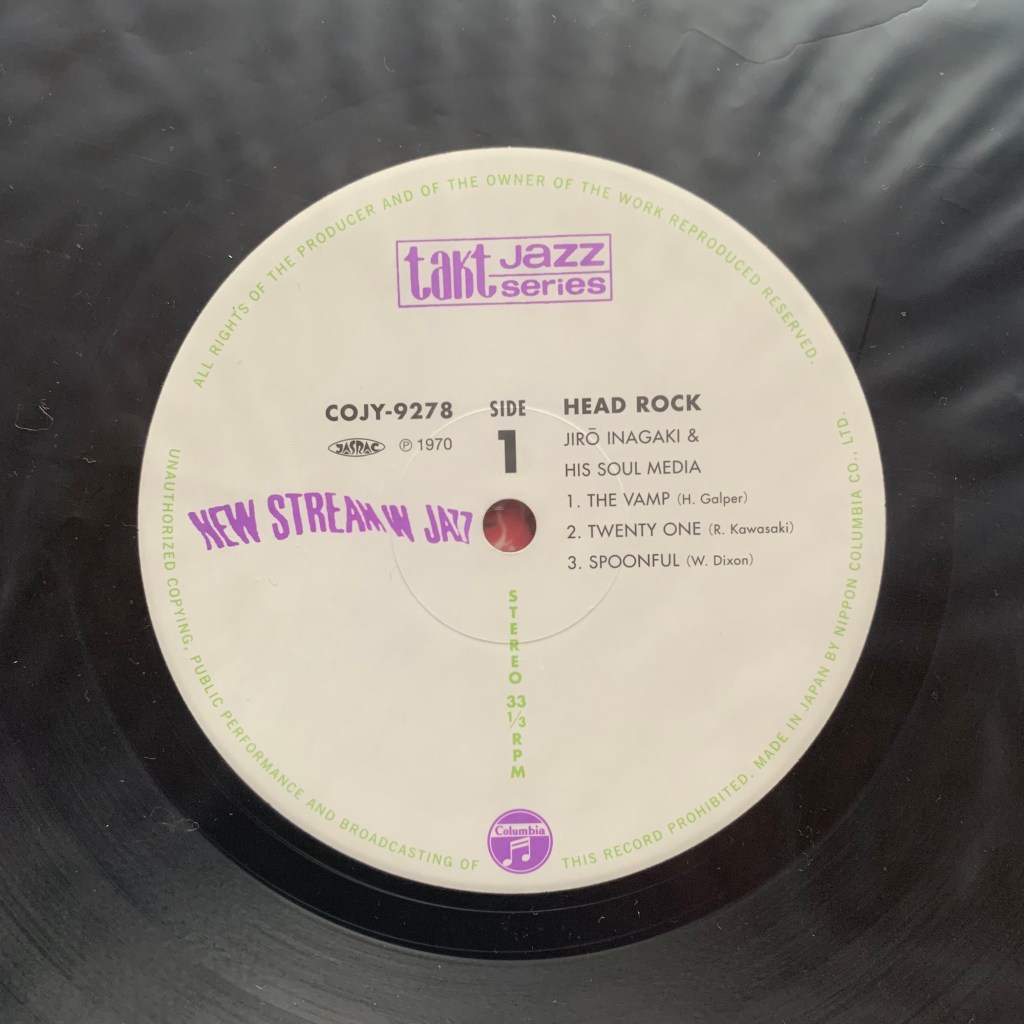 ALL RIGHTS OF THE PRODUCER AND OF THE OWNER OF THE WORK REPRODUCED RESERVED.
takt jazz series
COJY-9278
JASRAC ℗ 1970
SIDE
1
HEAD ROCK
JIRŌ INAGAKI &
HIS SOUL MEDIA
1. THE VAMP (H. Galper)
2. TWENTY ONE (R. Kawasaki)
3. SPOONFUL (W. Dixon)
NEW STREAM IN JAZZ
STEREO 33 1/3 RPM
Columbia
UNAUTHORIZED COPYING, PUBLIC PERFORMANCE AND BROADCASTING OF THIS RECORD PROHIBITED. MADE IN JAPAN BY NIPPON COLUMBIA CO., LTD.